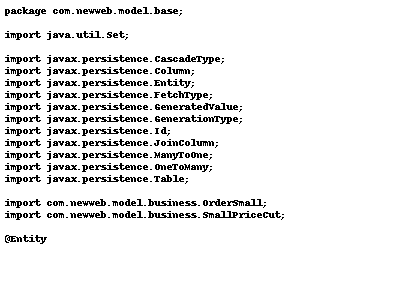 package com.newweb.model.base;
import java.util.Set;
import javax.persistence.CascadeType;
import javax.persistence.Column;
import javax.persistence.Entity;
import javax.persistence.FetchType;
import javax.persistence.GeneratedValue;
import javax.persistence.GenerationType;
import javax.persistence.Id;
import javax.persistence.JoinColumn;
import javax.persistence.ManyToOne;
import javax.persistence.OneToMany;
import javax.persistence.Table;
import com.newweb.model.business.OrderSmall;
import com.newweb.model.business.SmallPriceCut;
@Entity